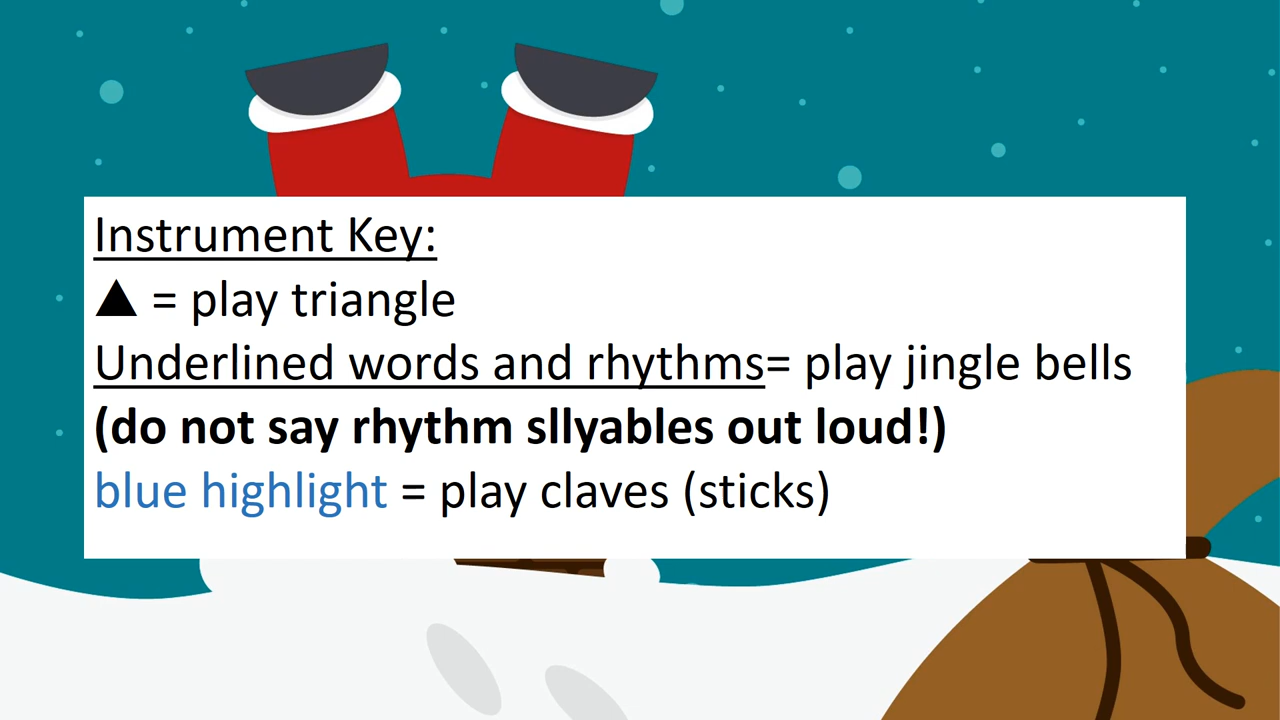 Instrument Key:
▲ = play triangle
Underlined words and rhythms= play jingle bells
(do not say rhythm sllyables out loud!)
blue highlight = play claves (sticks)